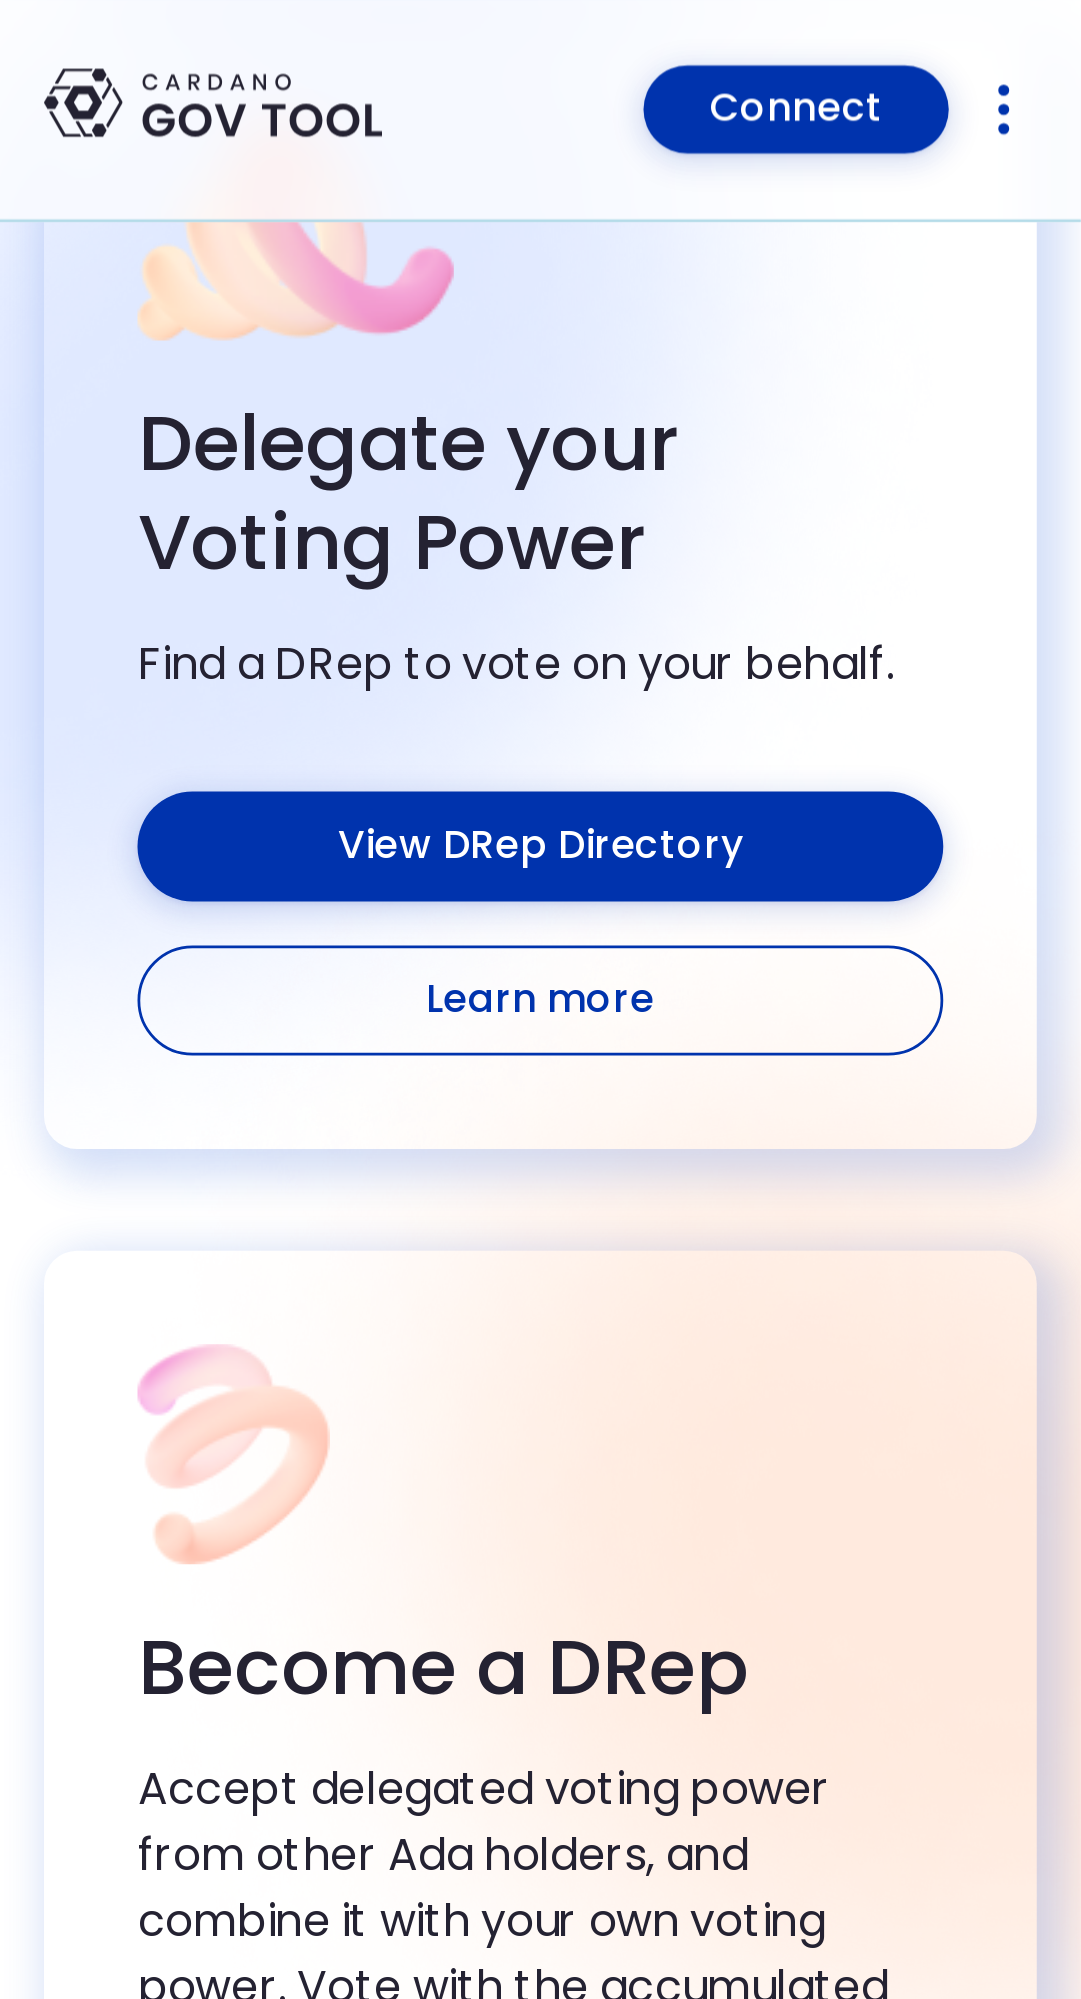 CARDANO
GOV TOOL
Connect
Delegate your
Voting Power
Find a DRep to vote on your behalf.
View DRep Directory
Learn more
Become a DRep
Accept delegated voting power
from other Ada holders, and
combine it with your own voting
power. Vote with the accumulated